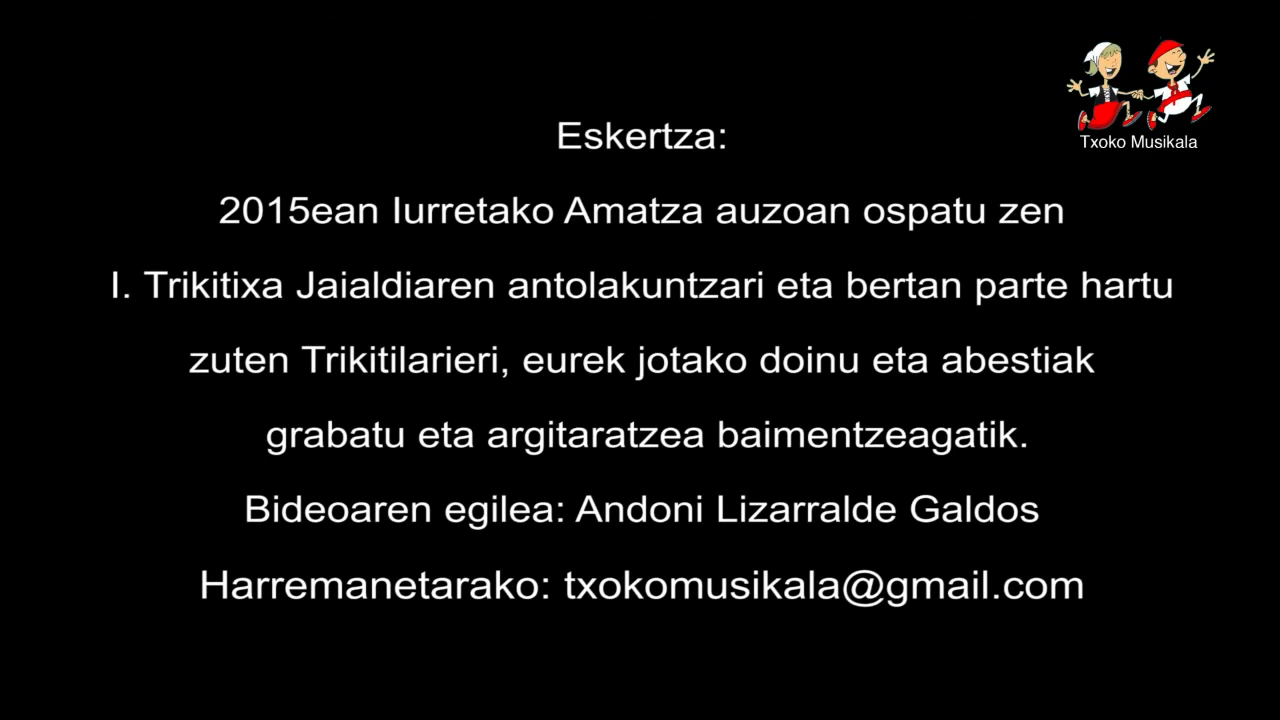 Txoko Musikala
Eskertza:
2015ean Iurretako Amatza auzoan ospatu zen
I. Trikitixa Jaialdiaren antolakuntzari eta bertan parte hartu
zuten Trikitilarieri, eurek jotako doinu eta abestiak
grabatu eta argitaratzea baimentzeagatik.
Bideoaren egilea: Andoni Lizarralde Galdos
Harremanetarako: txokomusikala@gmail.com